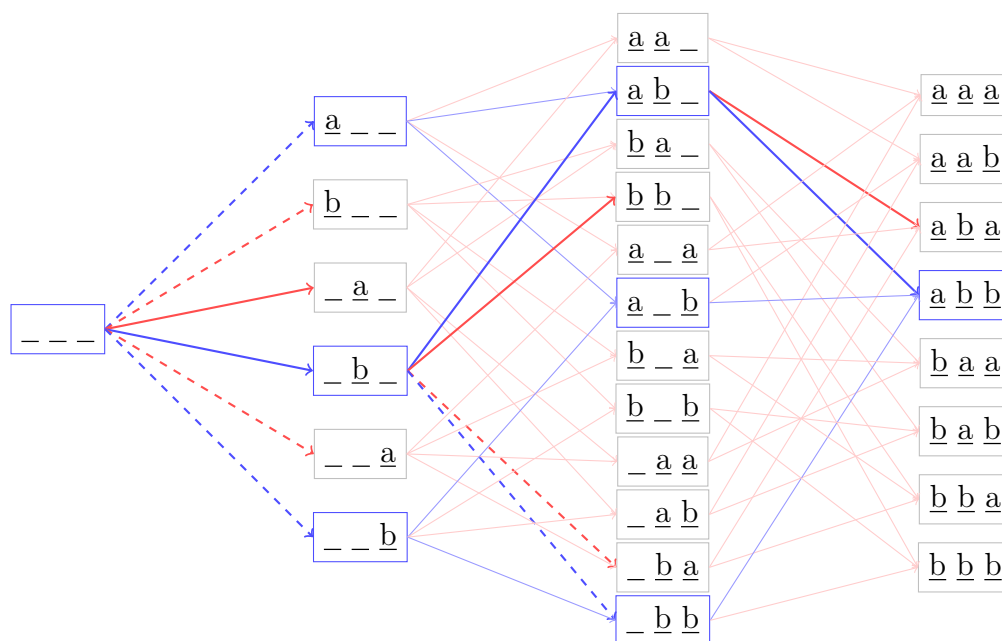 _ _ _
a _ _
b _ _
_ a _
_ b _
_ _ a
_ _ b
a a _
a b _
b a _
b b _
a _ a
a _ b
b _ a
b _ b
_ a a
_ a b
_ b a
_ b b
a a a
a a b
a b a
a b b
b a a
b a b
b b a
b b b